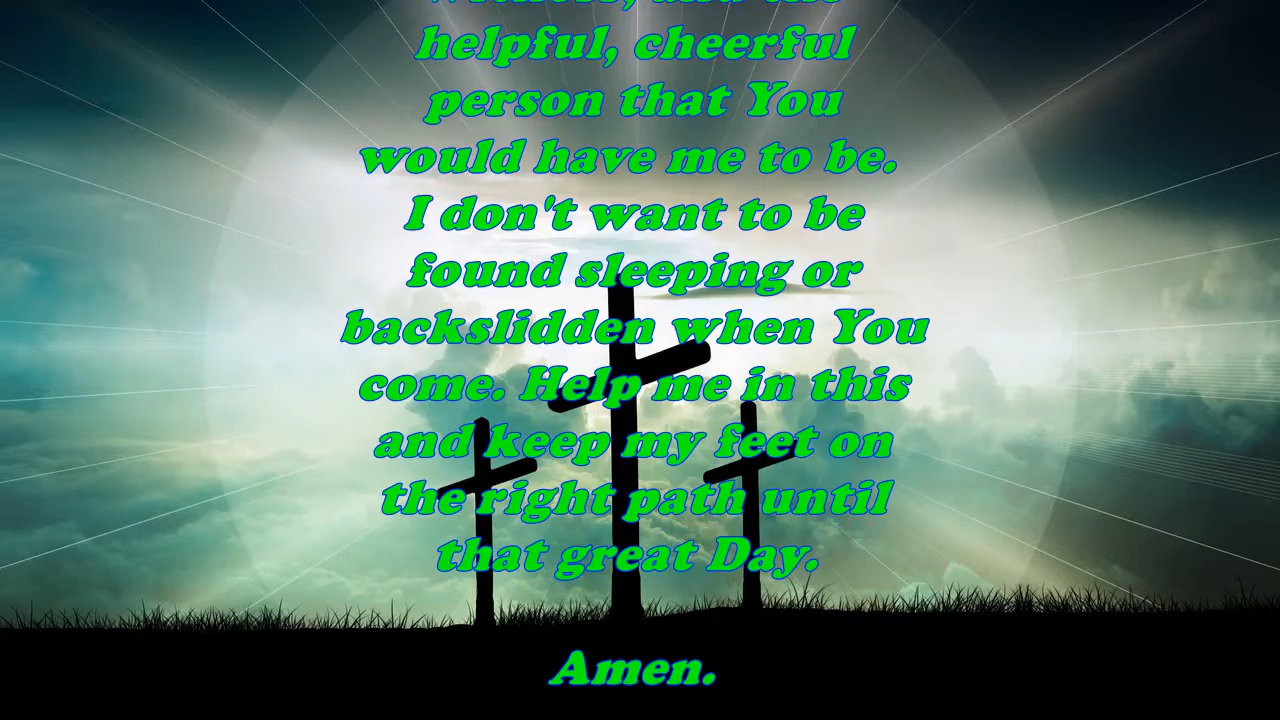 helpful, cheerful
person that You
would have me to be.
I don't want to be
found sleeping or
backslidden when You
come. Help me in this
and keep my feet on
the right path until
that great Day.
Amen.